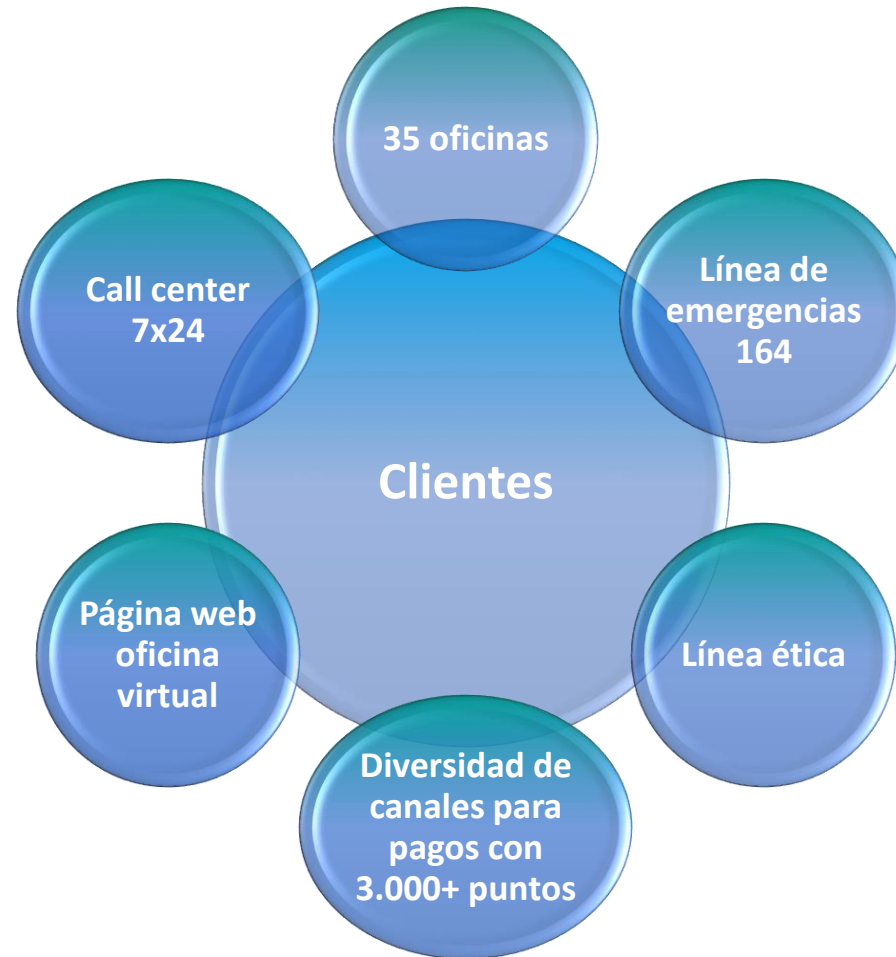 35 oficinas
Call center
7x24
Línea de
emergencias
164
Clientes
Página web
oficina
virtual
Línea ética
Diversidad de
canales para
pagos con
3.000+ puntos